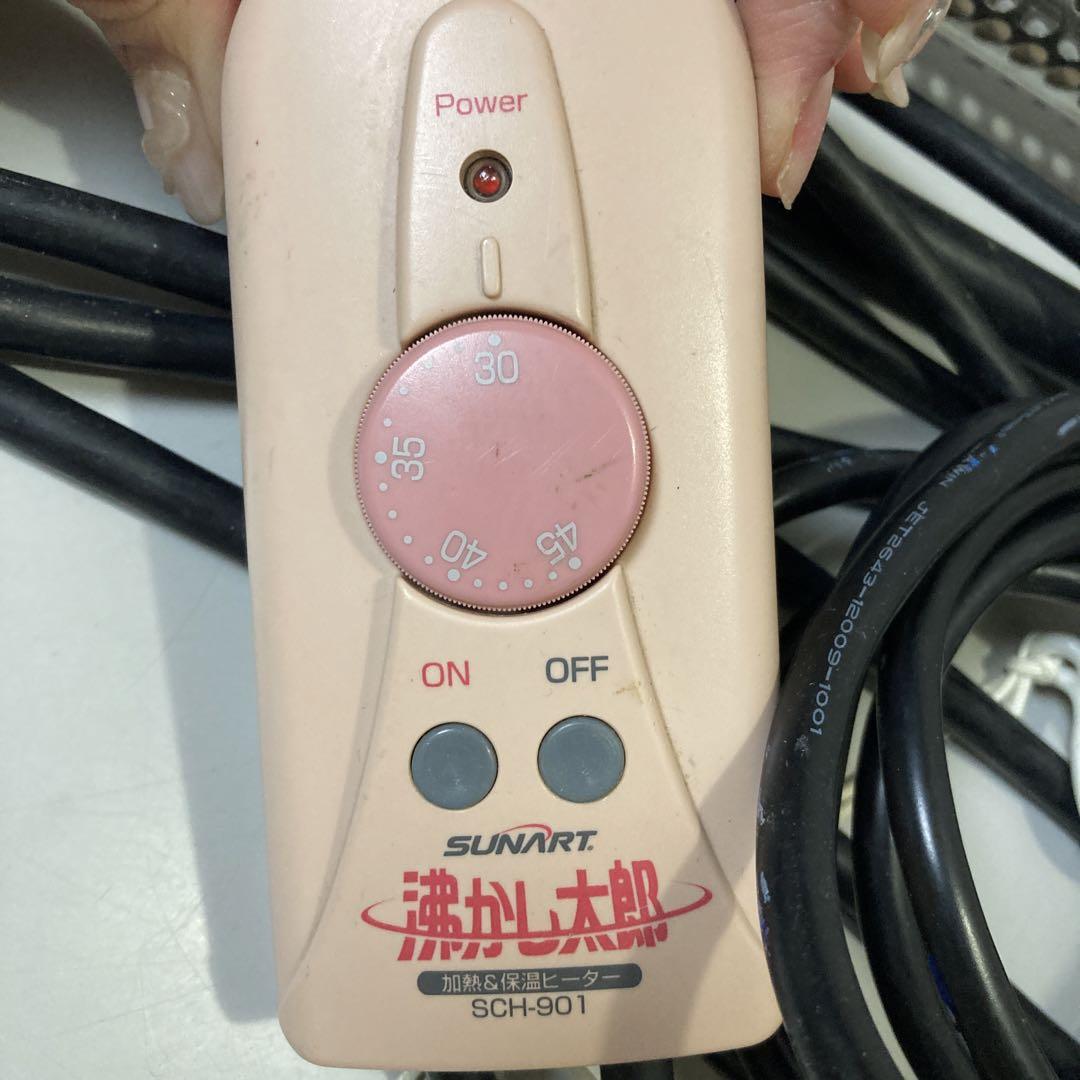 Power
30
35
40
45
ON
OFF
SUNART
沸かし太郎
加熱&保温ヒーター
SCH-901
JET2643-12009-1001